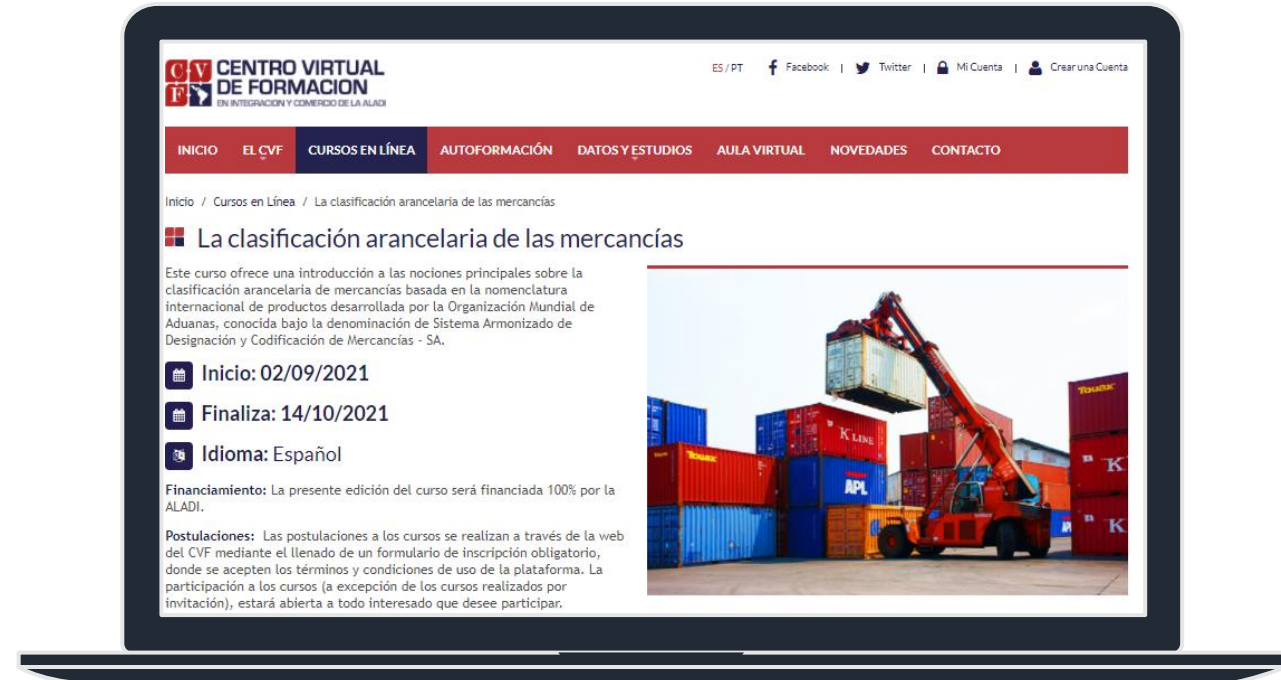 CVF
CENTRO VIRTUAL
DE FORMACION
EN INTEGRACION Y COMERCIO DE LA ALADI
ES / PT Facebook | Twitter | Mi Cuenta | Crear una Cuenta
INICIO EL CVF CURSOS EN LÍNEA AUTOFORMACIÓN DATOS Y ESTUDIOS AULA VIRTUAL NOVEDADES CONTACTO
Inicio / Cursos en Línea / La clasificación arancelaria de las mercancías
La clasificación arancelaria de las mercancías
Este curso ofrece una introducción a las nociones principales sobre la
clasificación arancelaria de mercancías basada en la nomenclatura
internacional de productos desarrollada por la Organización Mundial de
Aduanas, conocida bajo la denominación de Sistema Armonizado de
Designación y Codificación de Mercancías - SA.
Inicio: 02/09/2021
Finaliza: 14/10/2021
Idioma: Español
Financiamiento: La presente edición del curso será financiada 100% por la
ALADI.
Postulaciones: Las postulaciones a los cursos se realizan a través de la web
del CVF mediante el llenado de un formulario de inscripción obligatorio,
donde se acepten los términos y condiciones de uso de la plataforma. La
participación a los cursos (a excepción de los cursos realizados por
invitación), estará abierta a todo interesado que desee participar.
TOUAX
K LINE
TOUAX
APL
K
K